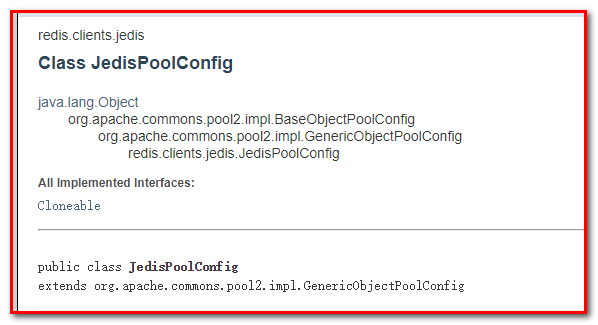 redis.clients.jedis
Class JedisPoolConfig
java.lang.Object
org.apache.commons.pool2.impl.BaseObjectPoolConfig
org.apache.commons.pool2.impl.GenericObjectPoolConfig
redis.clients.jedis.JedisPoolConfig
All Implemented Interfaces:
Cloneable
public class JedisPoolConfig
extends org.apache.commons.pool2.impl.GenericObjectPoolConfig